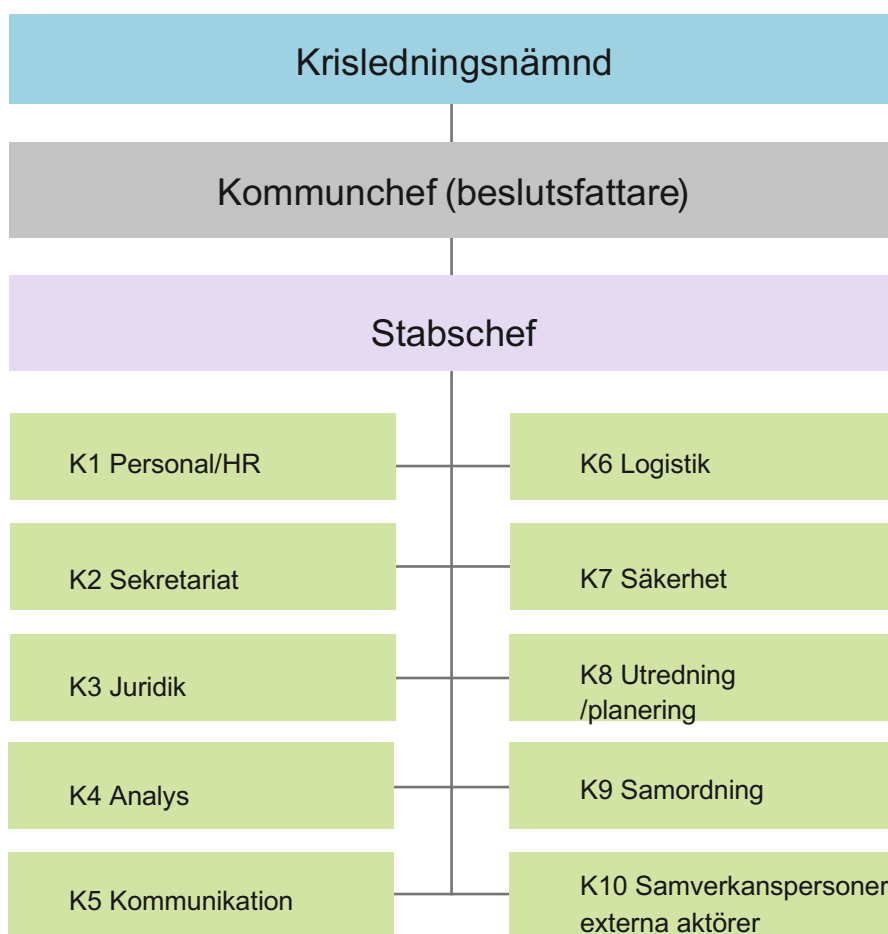 Krisledningsnämnd
Kommunchef (beslutsfattare)
Stabschef
K1 Personal/HR
K2 Sekretariat
K3 Juridik
K4 Analys
K5 Kommunikation
K6 Logistik
K7 Säkerhet
K8 Utredning
/planering
K9 Samordning
K10 Samverkanspersoner
externa aktörer